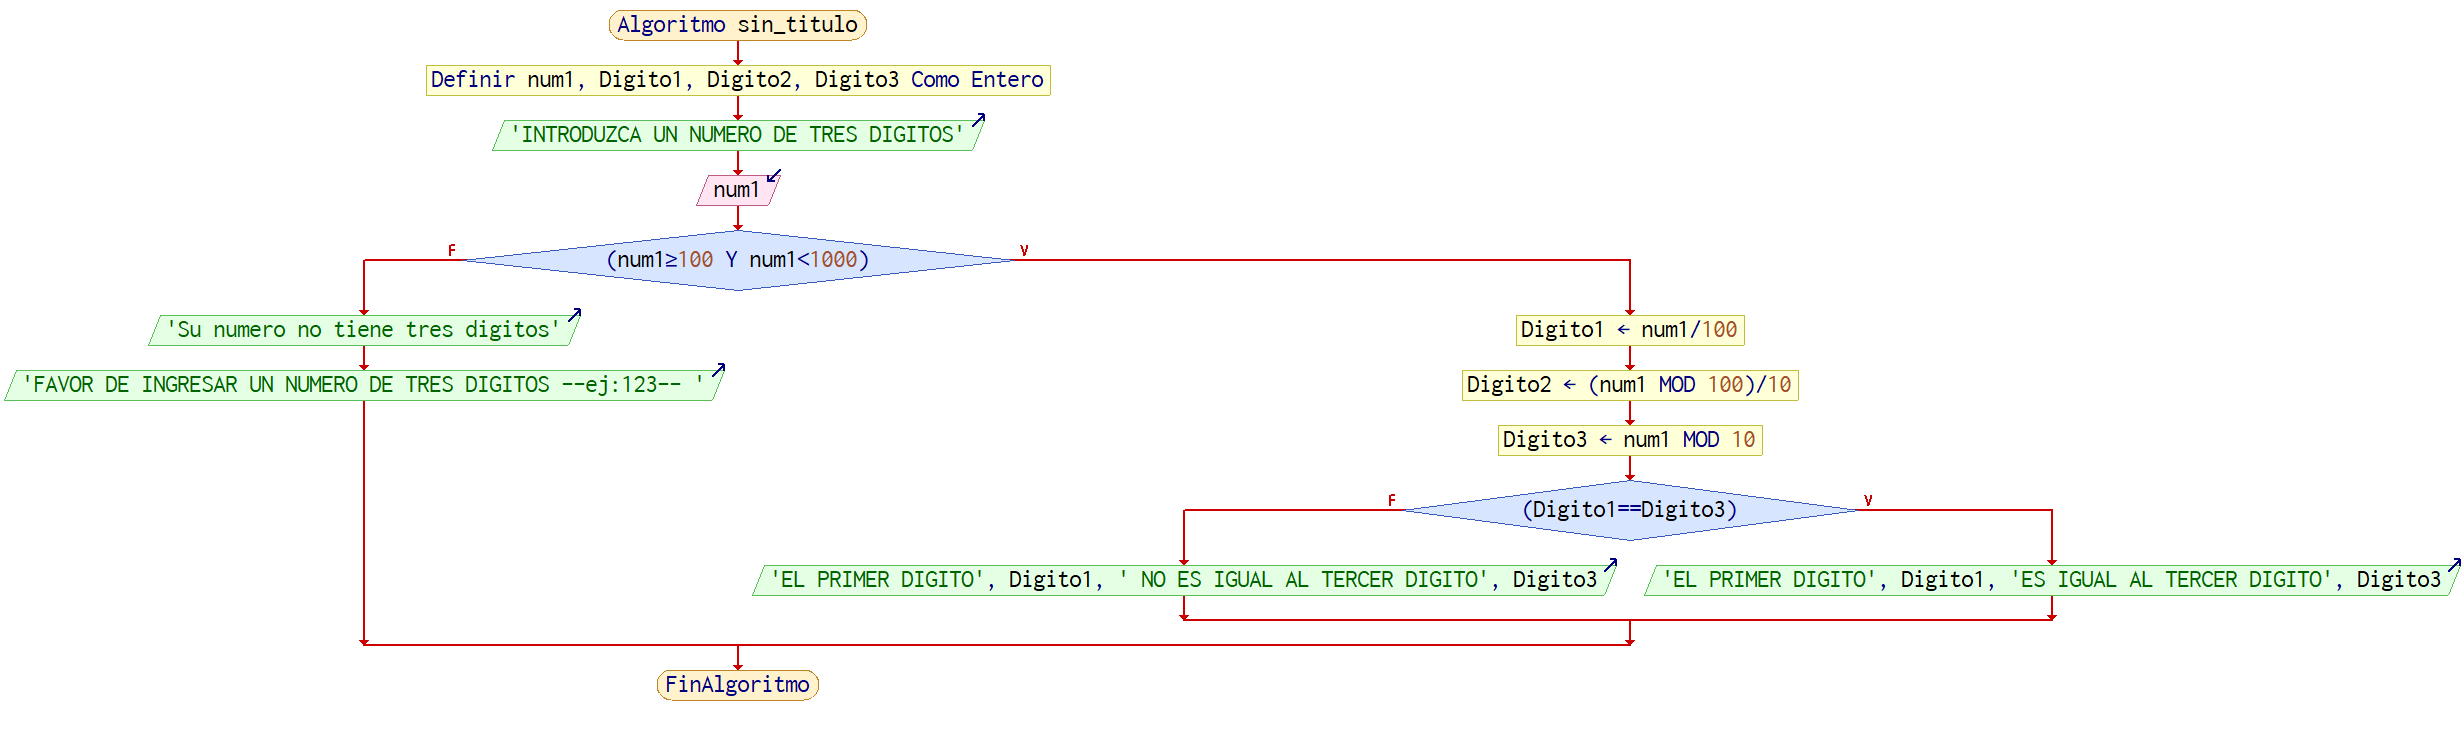 Algoritmo sin_titulo
Definir num1, Digito1, Digito2, Digito3 Como Entero
'INTRODUZCA UN NUMERO DE TRES DIGITOS'
num1
F
(num1≥100 Y num1<1000)
V
'Su numero no tiene tres digitos'
'FAVOR DE INGRESAR UN NUMERO DE TRES DIGITOS --ej:123-- '
Digito1 ← num1/100
Digito2 ← (num1 MOD 100)/10
Digito3 ← num1 MOD 10
F
(Digito1==Digito3)
V
'EL PRIMER DIGITO', Digito1, ' NO ES IGUAL AL TERCER DIGITO', Digito3
'EL PRIMER DIGITO', Digito1, 'ES IGUAL AL TERCER DIGITO', Digito3
FinAlgoritmo